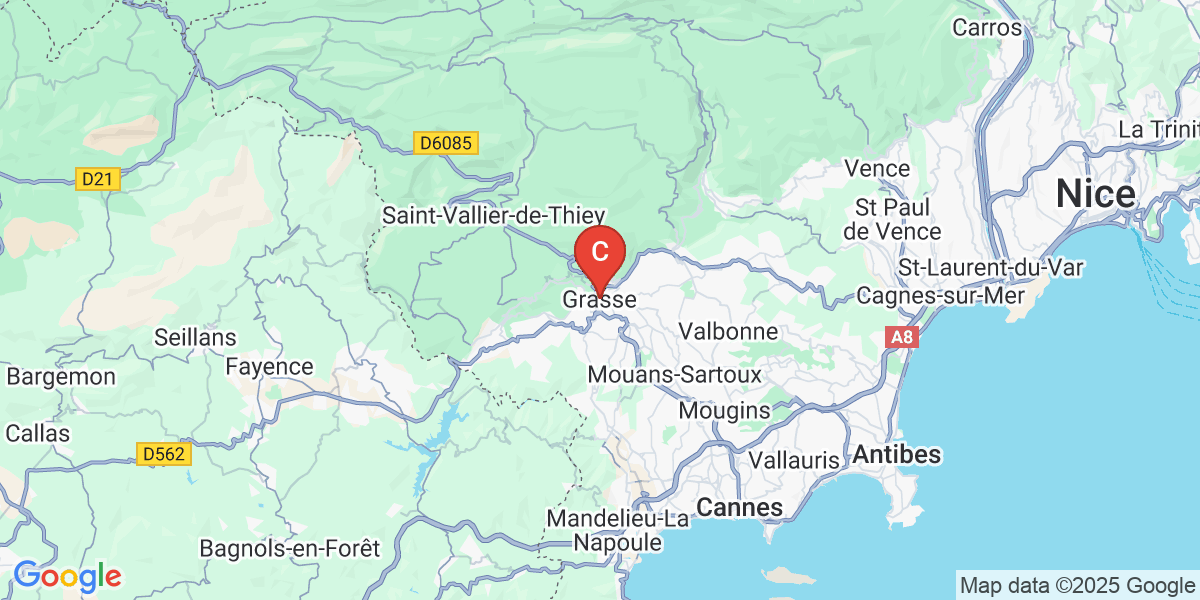 Carros
La Trinit
D6085
Vence
D21
Nice
Saint-Vallier-de-Thiey
St Paul
de Vence
C
St-Laurent-du-Var
Grasse
Cagnes-sur-Mer
Seillans
Valbonne
A8
Fayence
Bargemon
Mouans-Sartoux
Mougins
Callas
D562
Vallauris
Antibes
Cannes
Mandelieu-La
Napoule
Bagnols-en-Forêt
Google
Map data ©2025 Google